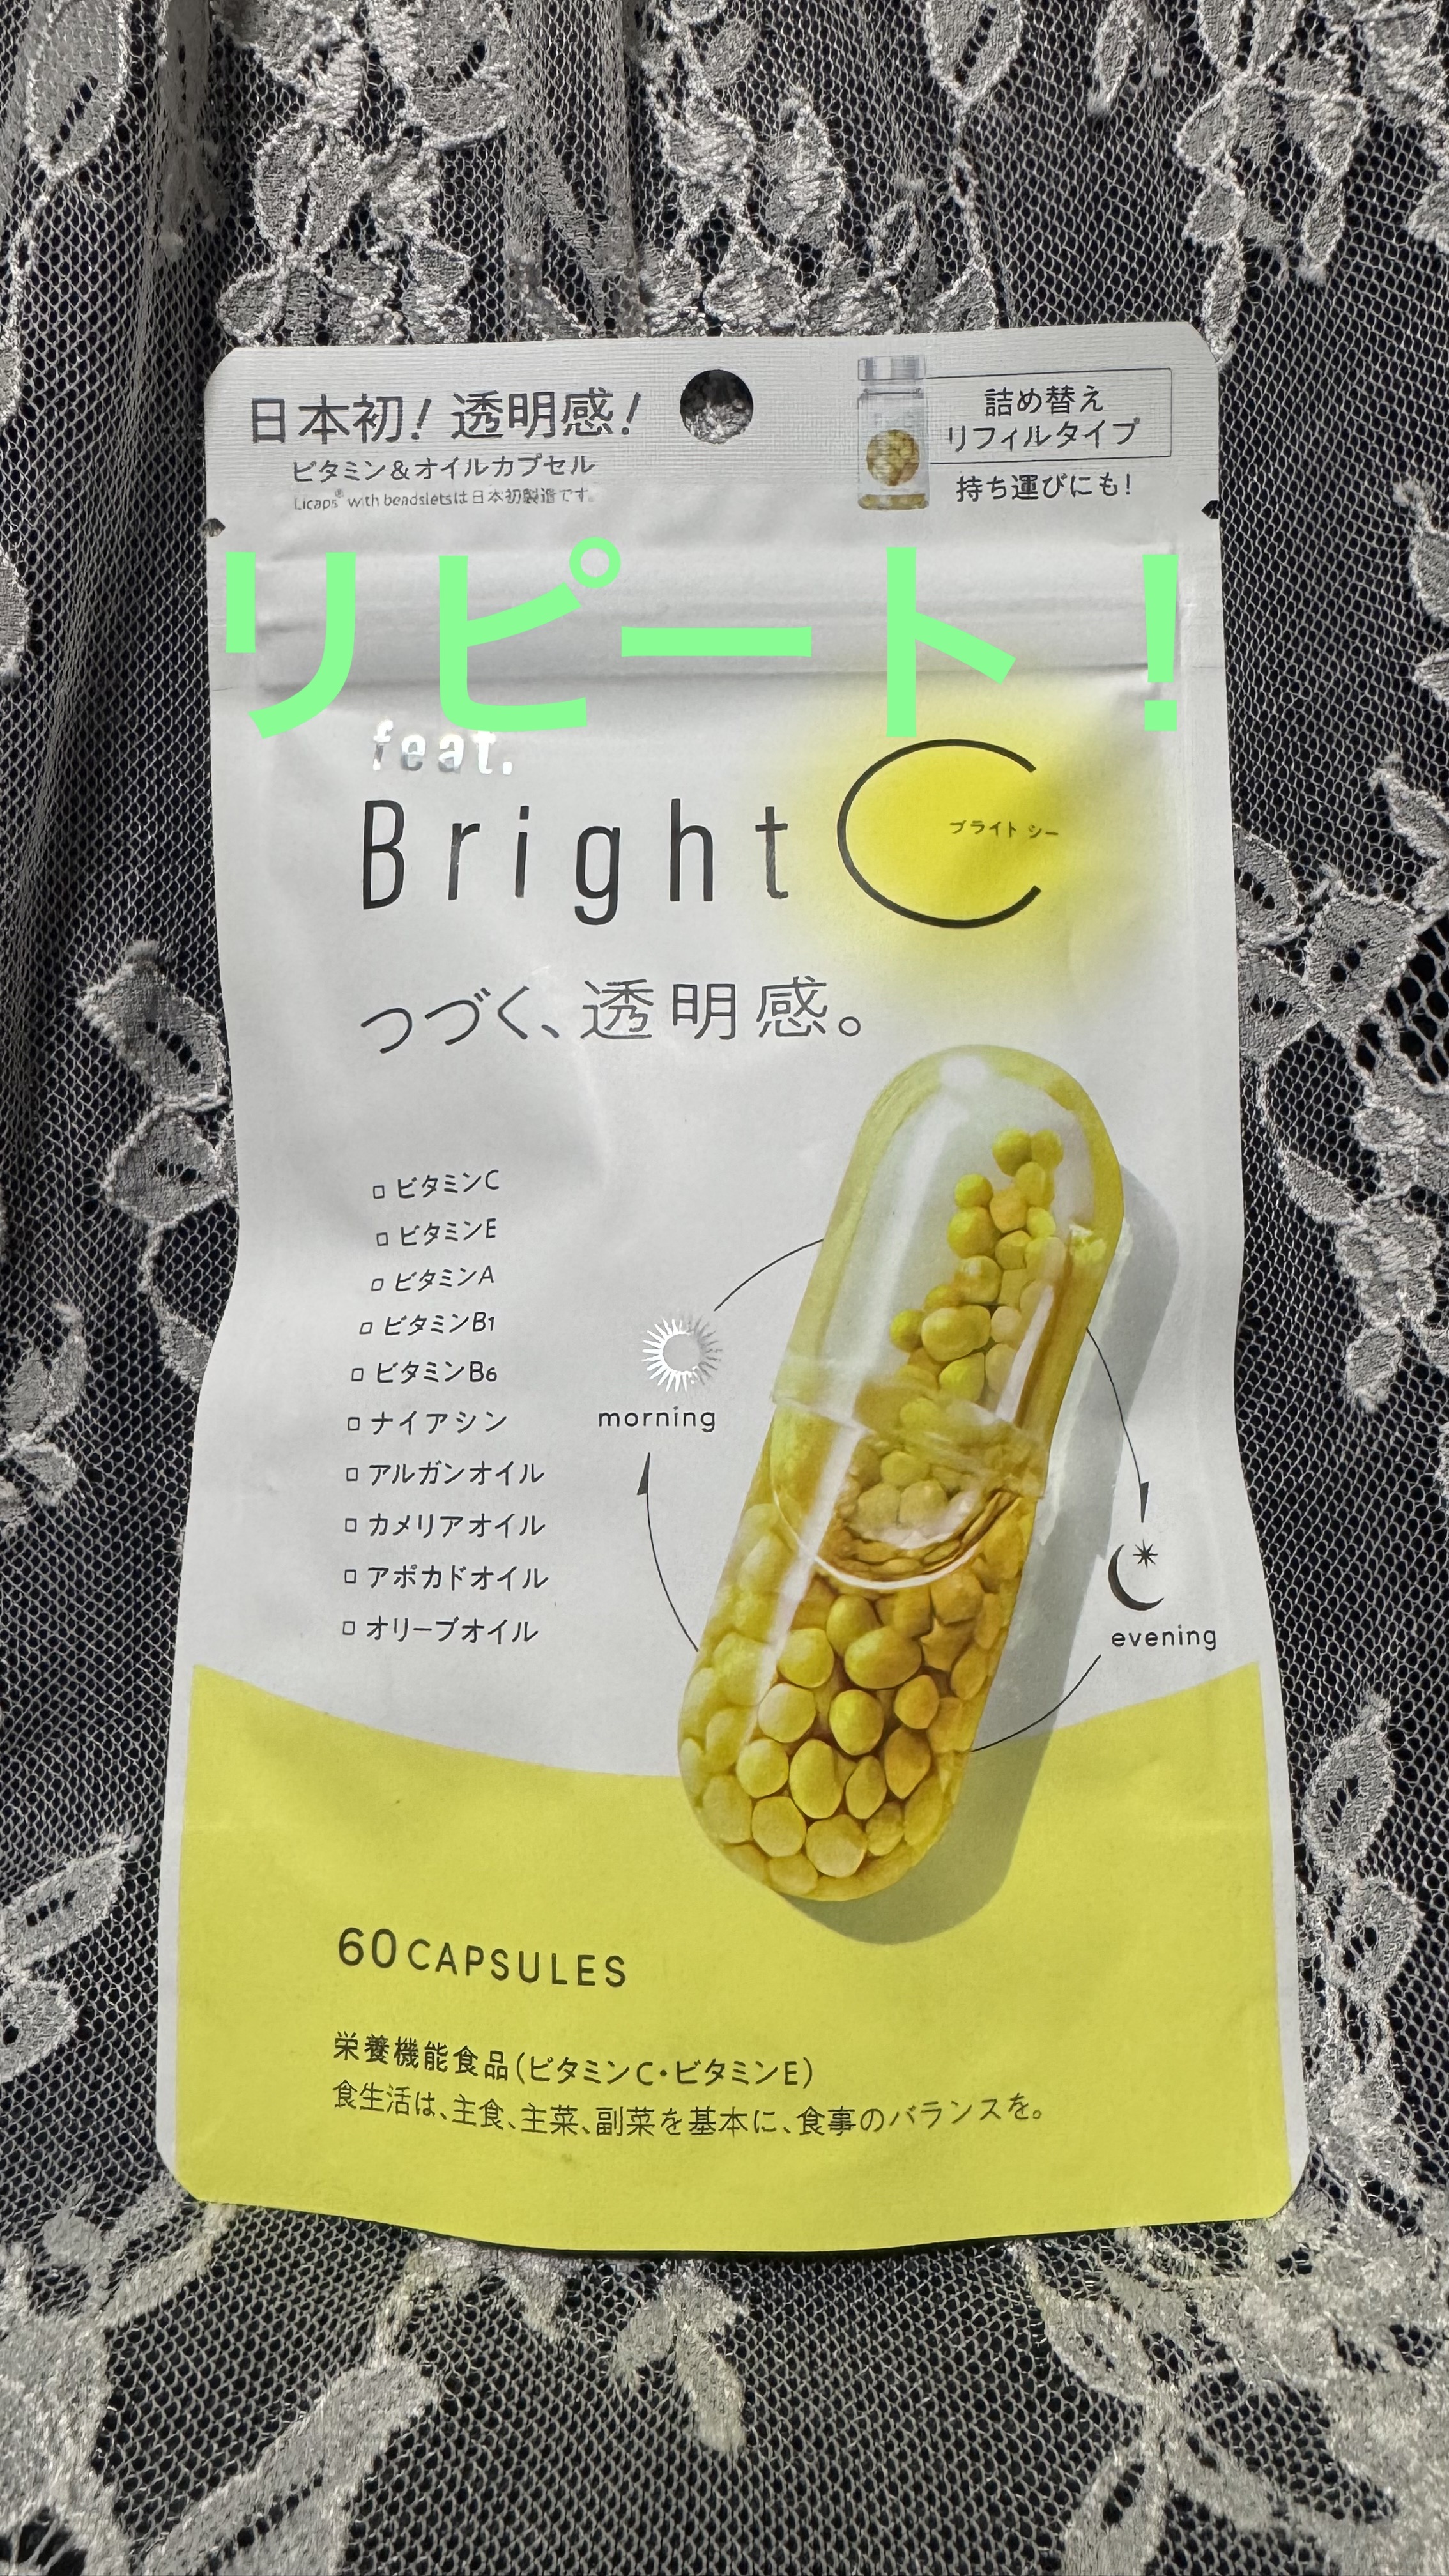 日本初！透明感！
ビタミン＆オイルカプセル
Licaps® with beadsletsは日本初製造です。
詰め替え
リフィルタイプ
持ち運びにも！
リピート！
feat.
Bright C
ブライト シー
つづく、透明感。
□ ビタミンC
□ ビタミンE
□ ビタミンA
□ ビタミンB1
□ ビタミンB6
□ ナイアシン
□ アルガンオイル
□ カメリアオイル
□ アボカドオイル
□ オリーブオイル
morning
evening
60 CAPSULES
栄養機能食品（ビタミンC・ビタミンE）
食生活は、主食、主菜、副菜を基本に、食事のバランスを。